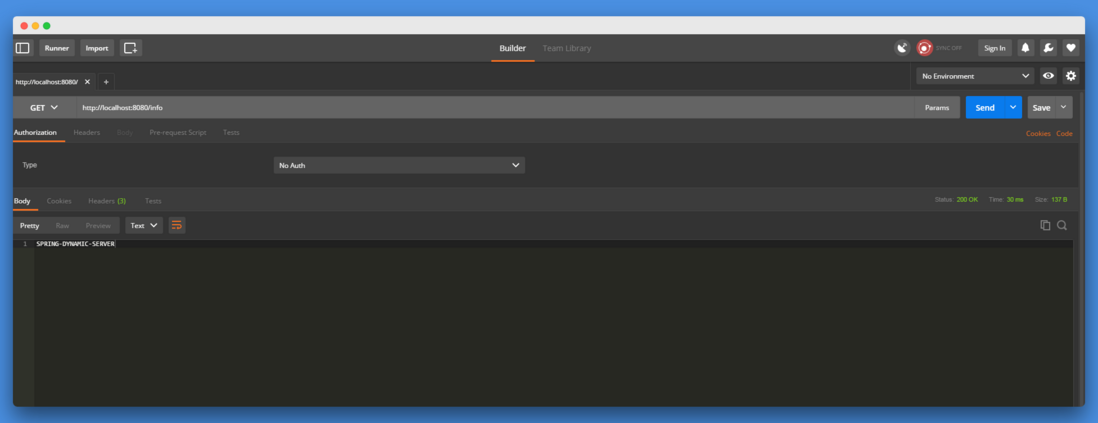 Runner Import Builder Team Library SYNC OFF Sign In
http://localhost:8080/ No Environment
GET http://localhost:8080/info Params Send Save
Authorization Headers Body Pre-request Script Tests Cookies Code
Type No Auth
Body Cookies Headers (3) Tests Status: 200 OK Time: 30 ms Size: 137 B
Pretty Raw Preview Text
1 SPRING-DYNAMIC-SERVER